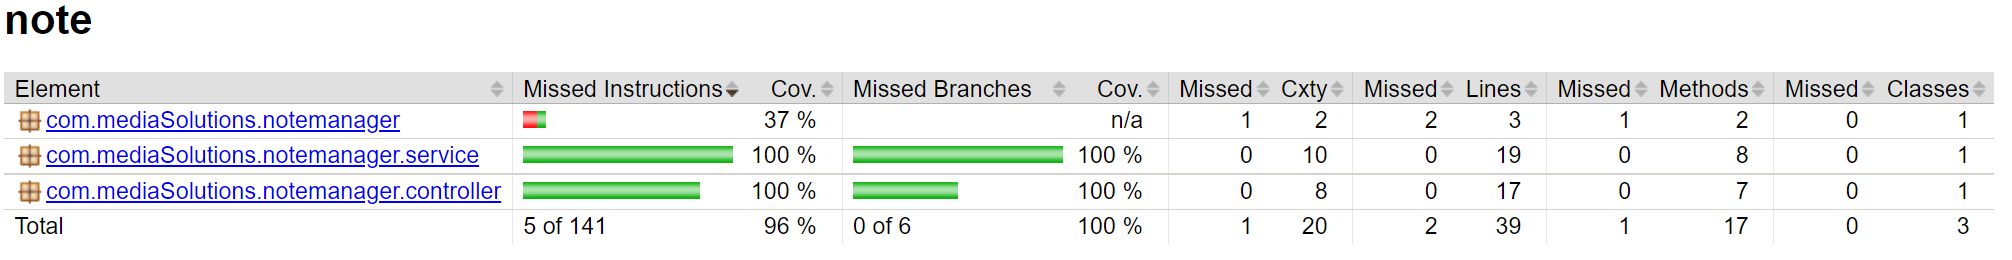 note
Element Missed Instructions Cov. Missed Branches Cov. Missed Cxty Missed Lines Missed Methods Missed Classes
com.mediaSolutions.notemanager 37 % n/a 1 2 2 3 1 2 0 1
com.mediaSolutions.notemanager.service 100 % 100 % 0 10 0 19 0 8 0 1
com.mediaSolutions.notemanager.controller 100 % 100 % 0 8 0 17 0 7 0 1
Total 5 of 141 96 % 0 of 6 100 % 1 20 2 39 1 17 0 3